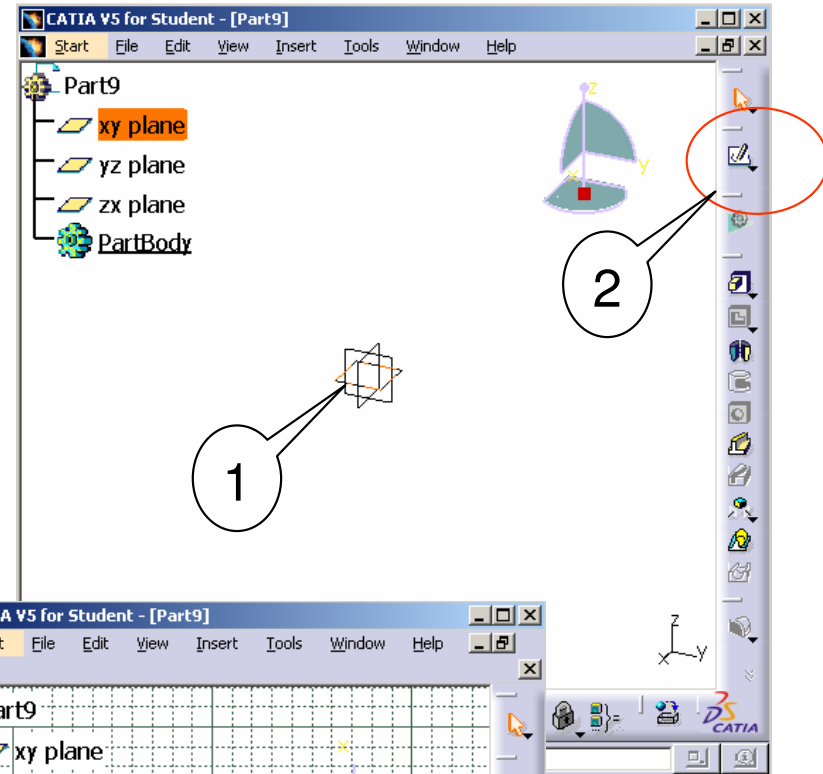 CATIA V5 for Student - [Part9]
Start File Edit View Insert Tools Window Help
Part9
xy plane
yz plane
zx plane
PartBody
z
y
x
2
1
A V5 for Student - [Part9]
t File Edit View Insert Tools Window Help
z
x y
art9
xy plane
x
CATIA